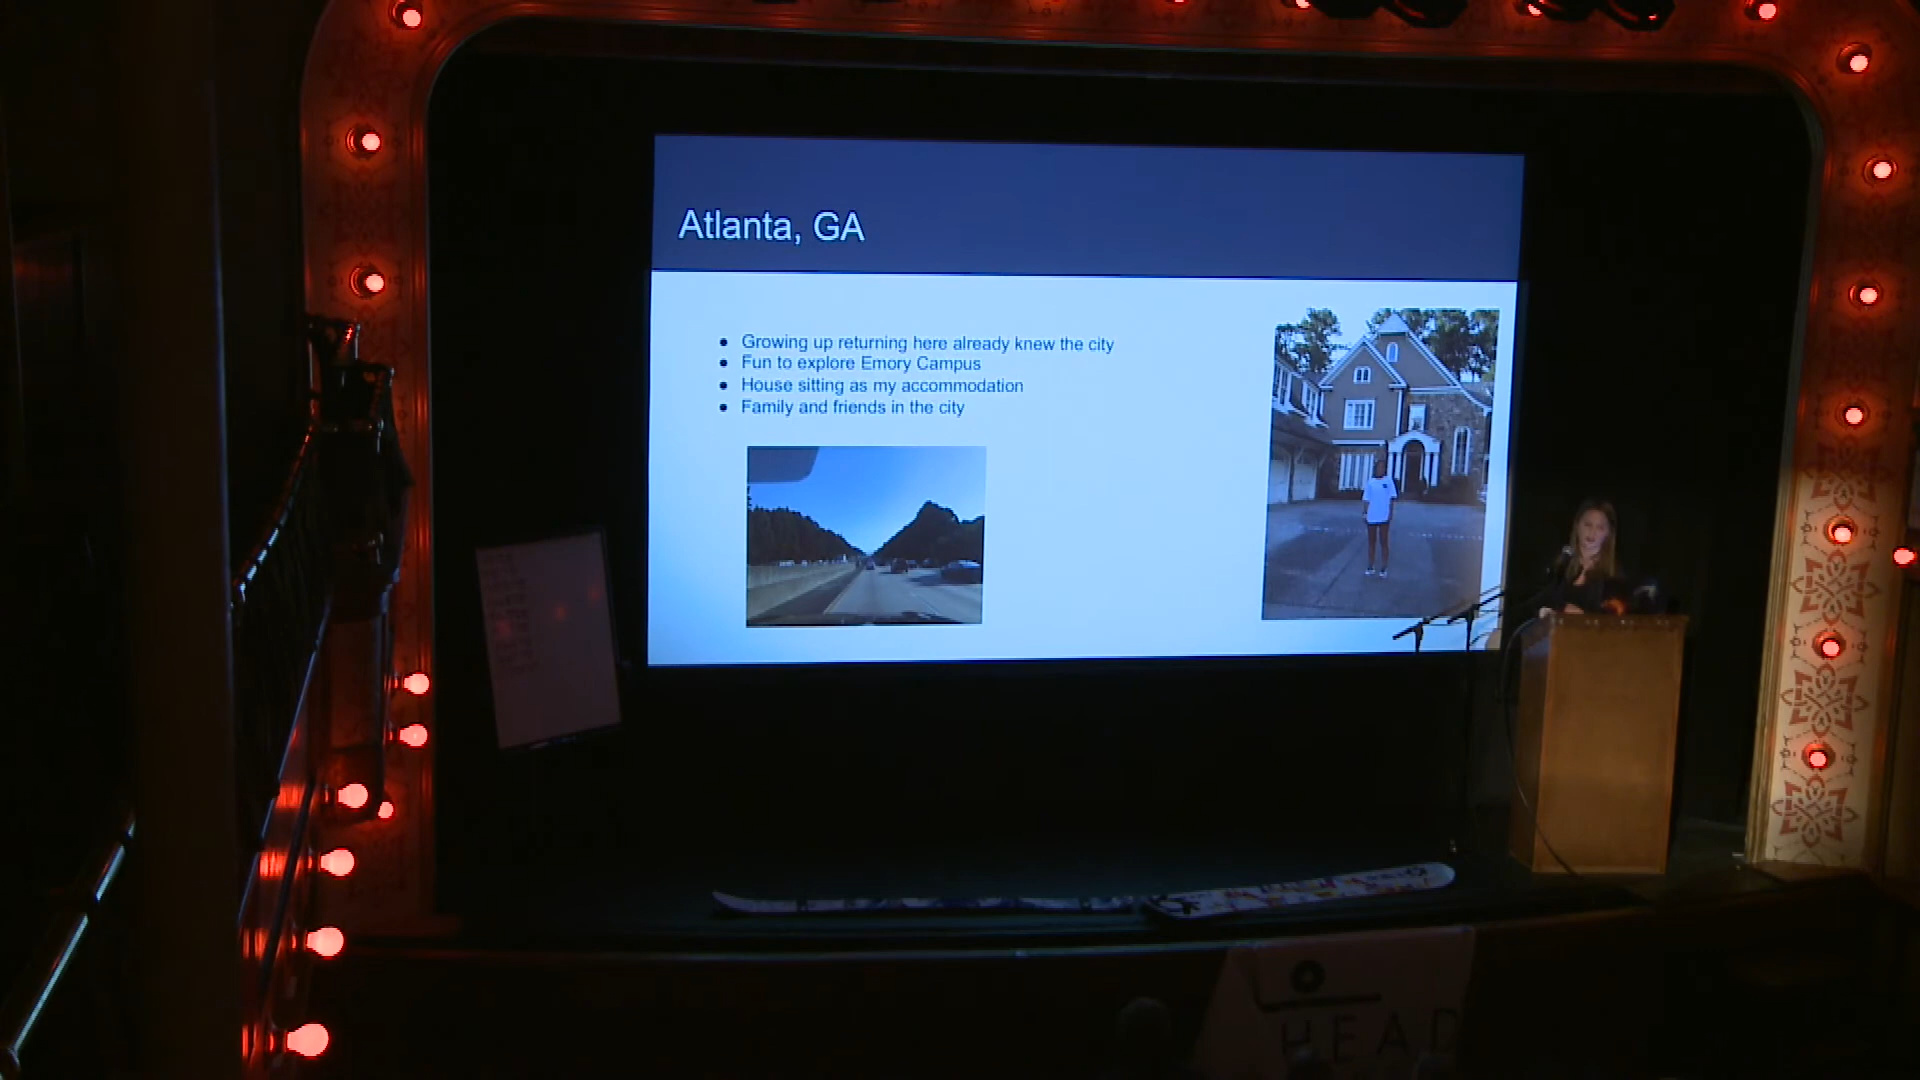 Atlanta, GA
● Growing up returning here already knew the city
● Fun to explore Emory Campus
● House sitting as my accommodation
● Family and friends in the city
HEAD